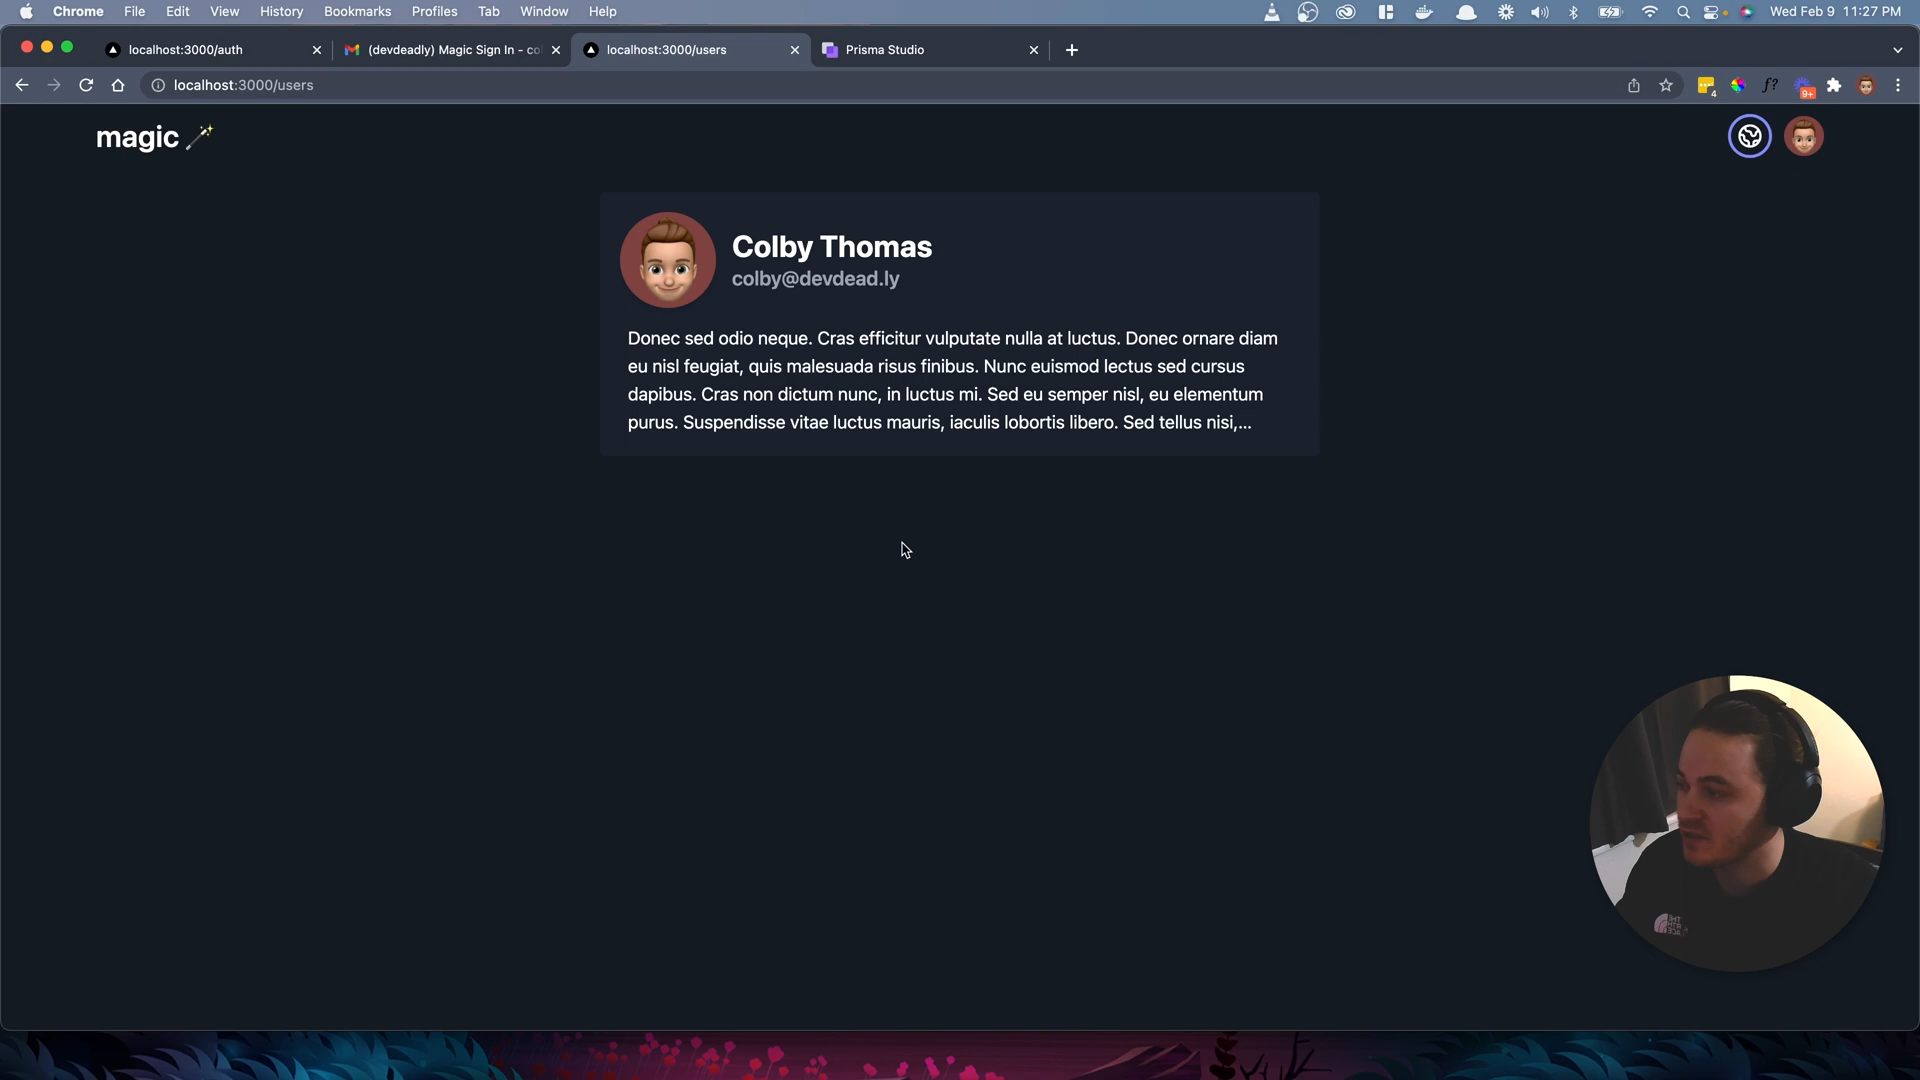 Chrome File Edit View History Bookmarks Profiles Tab Window Help Wed Feb 9 11:27 PM
localhost:3000/auth (devdeadly) Magic Sign In - co localhost:3000/users Prisma Studio
localhost:3000/users f? 4 9+
magic
Colby Thomas
colby@devdead.ly
Donec sed odio neque. Cras efficitur vulputate nulla at luctus. Donec ornare diam
eu nisl feugiat, quis malesuada risus finibus. Nunc euismod lectus sed cursus
dapibus. Cras non dictum nunc, in luctus mi. Sed eu semper nisl, eu elementum
purus. Suspendisse vitae luctus mauris, iaculis lobortis libero. Sed tellus nisi,...